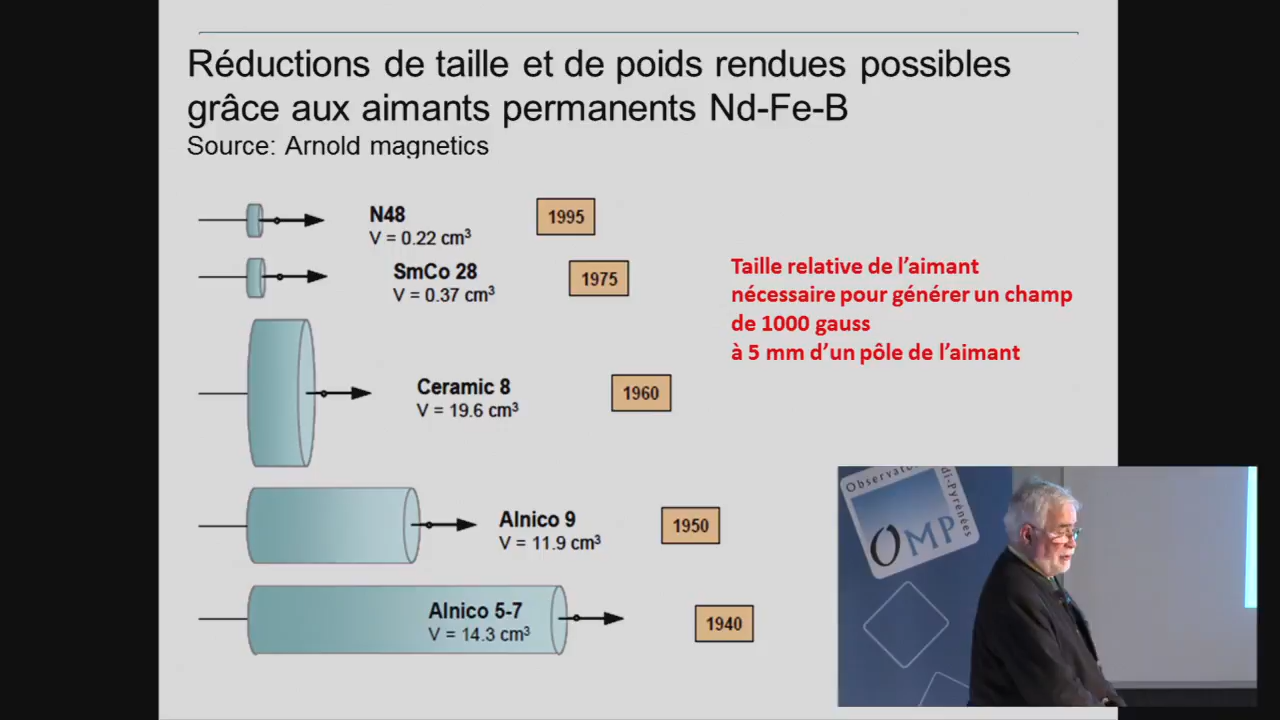 Réductions de taille et de poids rendues possibles
grâce aux aimants permanents Nd-Fe-B
Source: Arnold magnetics
N48
V = 0.22 cm³
1995
SmCo 28
V = 0.37 cm³
1975
Taille relative de l’aimant
nécessaire pour générer un champ
de 1000 gauss
à 5 mm d’un pôle de l’aimant
Ceramic 8
V = 19.6 cm³
1960
Alnico 9
V = 11.9 cm³
1950
Alnico 5-7
V = 14.3 cm³
1940
Observato
di-Pyrénées
OMP